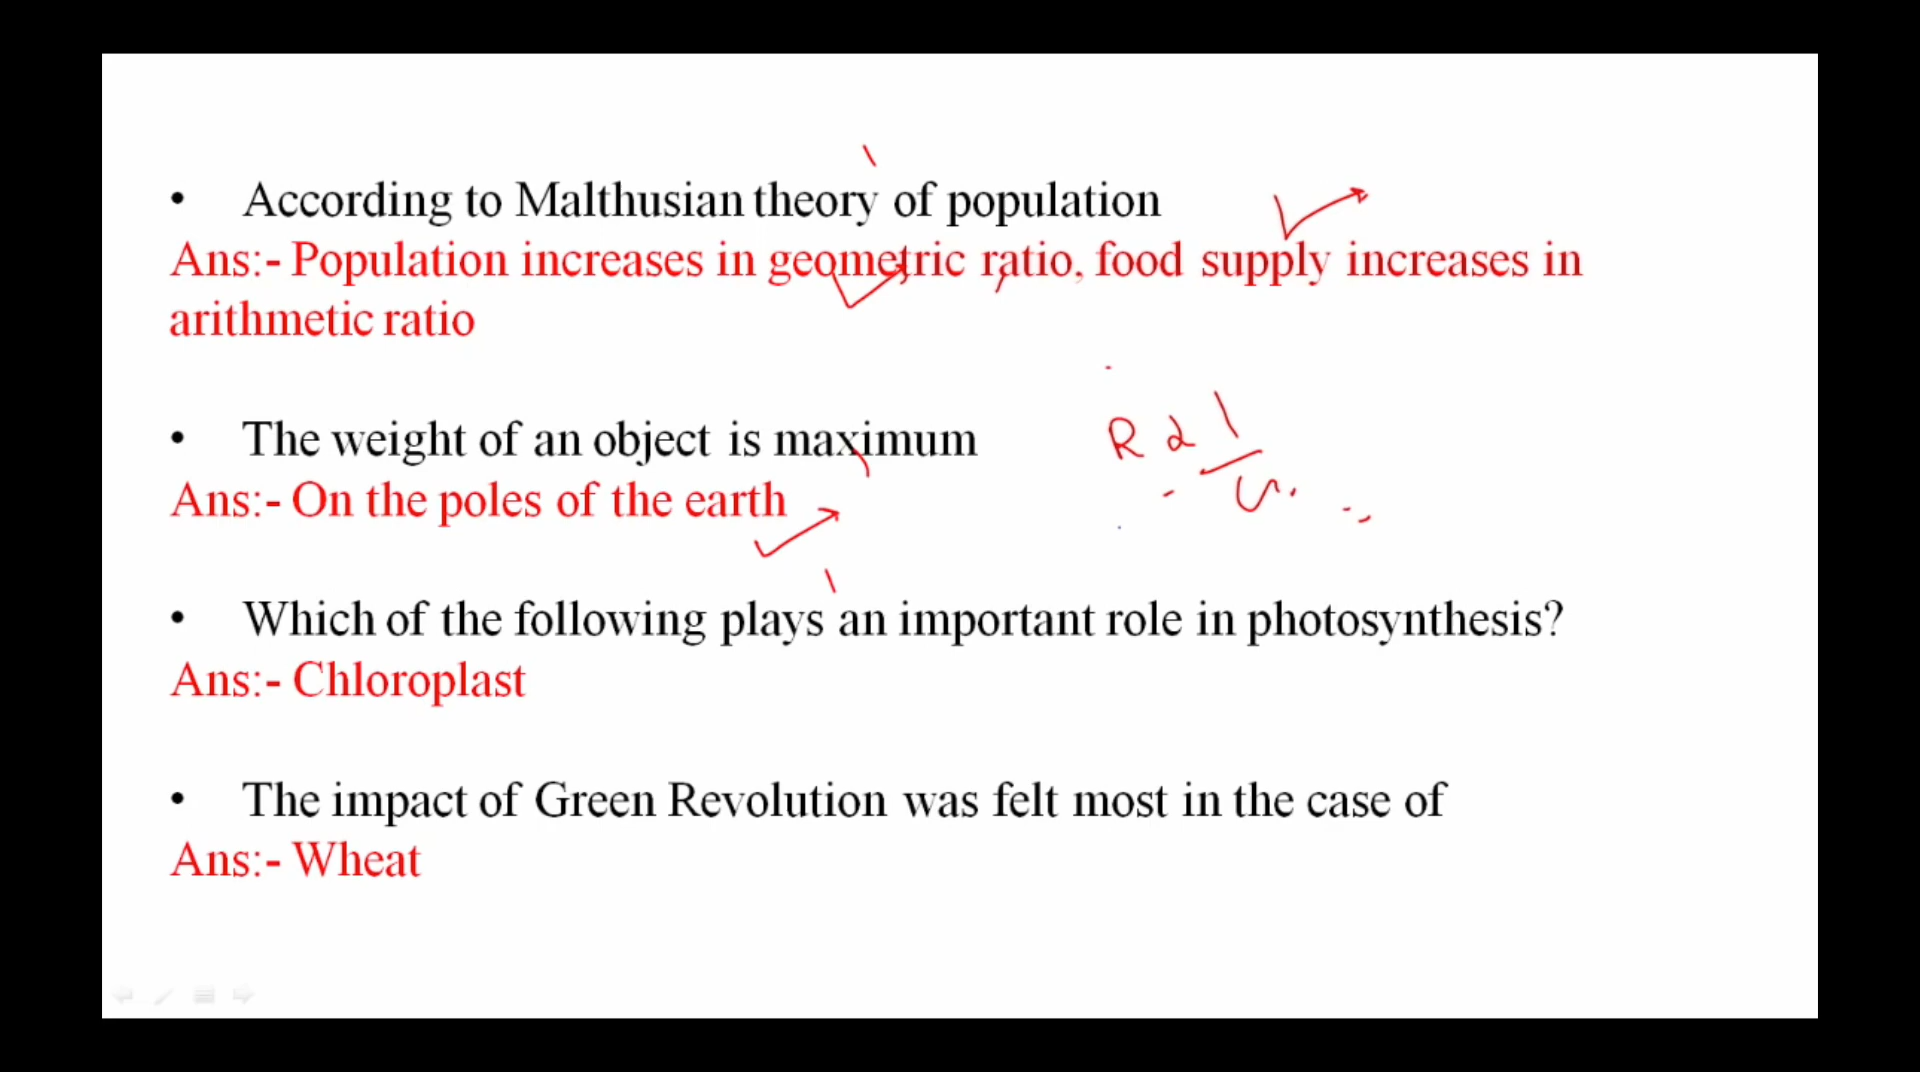 • According to Malthusian theory of population
Ans:- Population increases in geometric ratio, food supply increases in
arithmetic ratio
• The weight of an object is maximum
R α 1
Ans:- On the poles of the earth
• Which of the following plays an important role in photosynthesis?
Ans:- Chloroplast
• The impact of Green Revolution was felt most in the case of
Ans:- Wheat